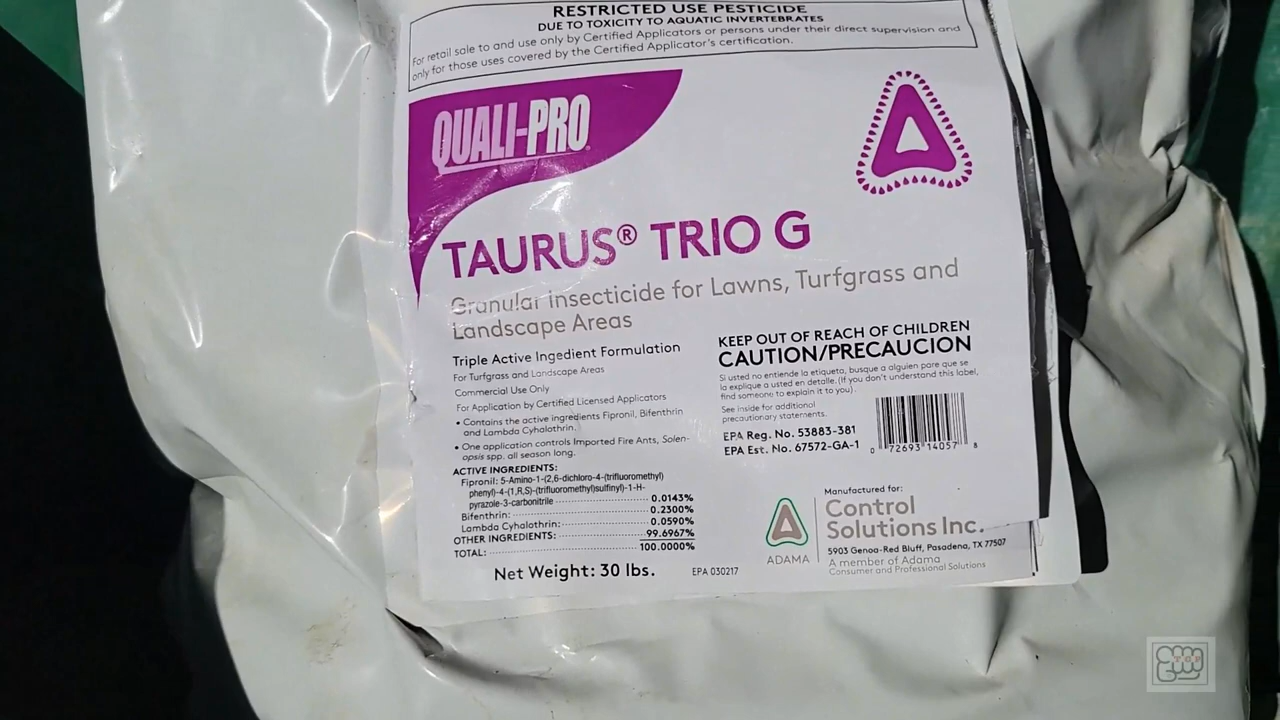 RESTRICTED USE PESTICIDE
DUE TO TOXICITY TO AQUATIC INVERTEBRATES
For retail sale to and use only by Certified Applicators or persons under their direct supervision and
only for those uses covered by the Certified Applicator's certification.
QUALI-PRO
TAURUS® TRIO G
Granular insecticide for Lawns, Turfgrass and
Landscape Areas
Triple Active Ingedient Formulation
For Turfgrass and Landscape Areas
Commercial Use Only
For Application by Certified Licensed Applicators
• Contains the active ingredients Fipronil, Bifenthrin
and Lambda Cyhalothrin.
• One application controls Imported Fire Ants, Solen-
opsis spp. all season long.
ACTIVE INGREDIENTS:
Fipronil: 5-Amino-1-(2,6-dichloro-4-(trifluoromethyl)
phenyl)-4-(1,R,S)-(trifluoromethyl)sulfinyl)-1-H-
pyrazole-3-carbonitrile 0.0143%
Bifenthrin: 0.2300%
Lambda Cyhalothrin: 0.0590%
OTHER INGREDIENTS: 99.6967%
TOTAL: 100.0000%
Net Weight: 30 lbs.
EPA 030217
KEEP OUT OF REACH OF CHILDREN
CAUTION/PRECAUCION
Si usted no entiende la etiqueta, busque a alguien pare que se
la explique a usted en detalle. (If you don't understand this label,
find someone to explain it to you).
See inside for additional
precautionary statements.
EPA Reg. No. 53883-381
EPA Est. No. 67572-GA-1
0 72693 14057 8
ADAMA
Manufactured for:
Control
Solutions Inc.
5903 Genoa-Red Bluff, Pasadena, TX 77507
A member of Adama
Consumer and Professional Solutions